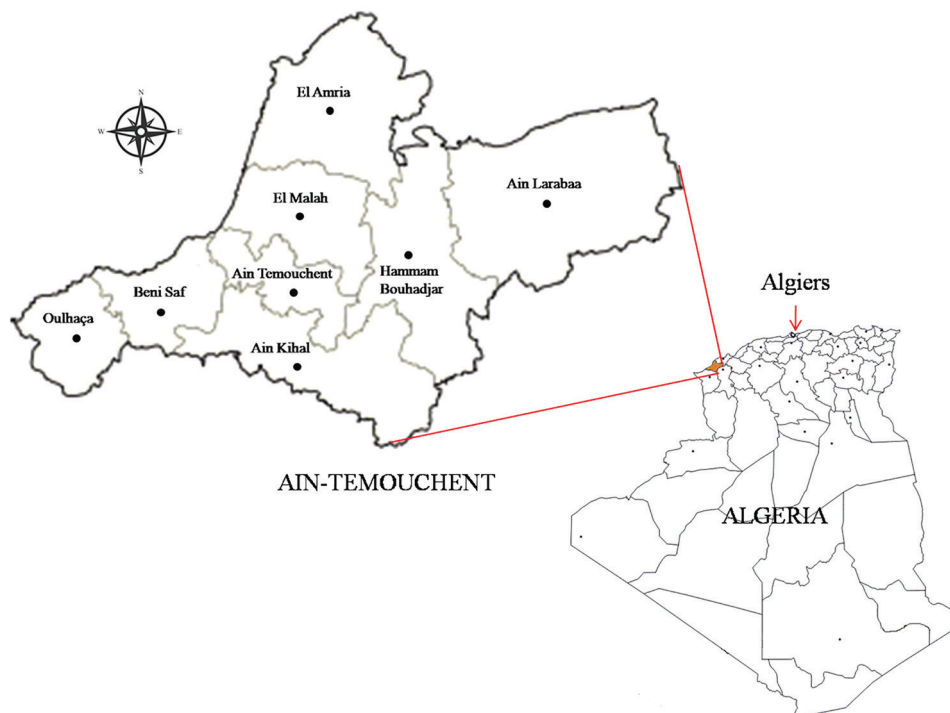 El Amria
N
W
E
S
Ain Larabaa
El Malah
Ain Temouchent
Hammam
Bouhadjar
Beni Saf
Oulhaça
Ain Kihal
Algiers
AIN-TEMOUCHENT
ALGERIA